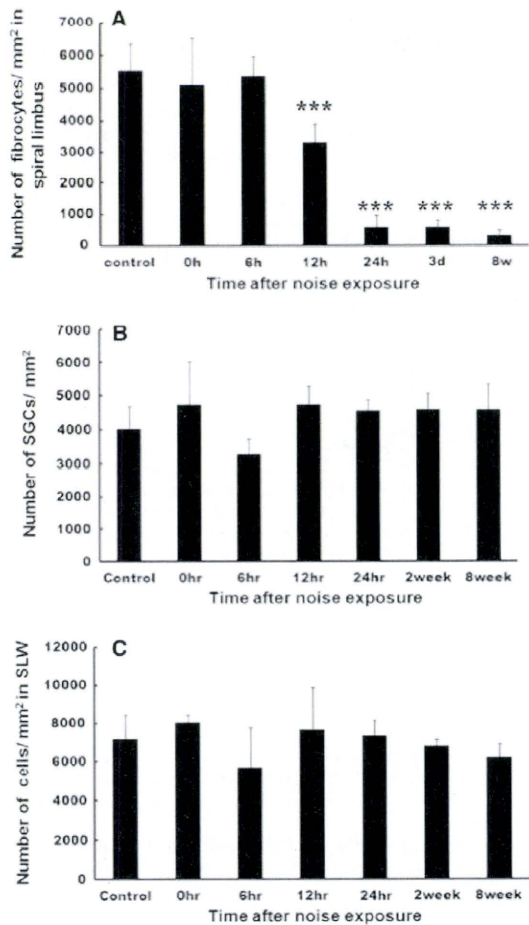 A
Number of fibrocytes/ mm² in
spiral limbus
7000
6000
5000
4000
3000
2000
1000
0
***
***
***
***
control 0h 6h 12h 24h 3d 8w
Time after noise exposure
B
Number of SGCs/ mm²
7000
6000
5000
4000
3000
2000
1000
0
Control 0hr 6hr 12hr 24hr 2week 8week
Time after noise exposure
C
Number of cells/ mm² in SLW
12000
10000
8000
6000
4000
2000
0
Control 0hr 6hr 12hr 24hr 2week 8week
Time after noise exposure